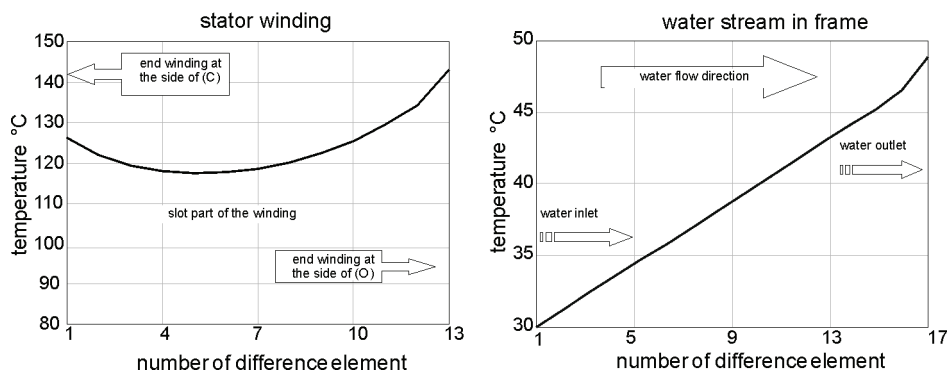 stator winding
150
140
130
120
110
100
90
80
temperature °C
end winding at
the side of (C)
slot part of the winding
end winding at
the side of (O)
1 4 7 10 13
number of difference element
water stream in frame
50
45
40
35
30
temperature °C
water flow direction
water outlet
water inlet
1 5 9 13 17
number of difference element